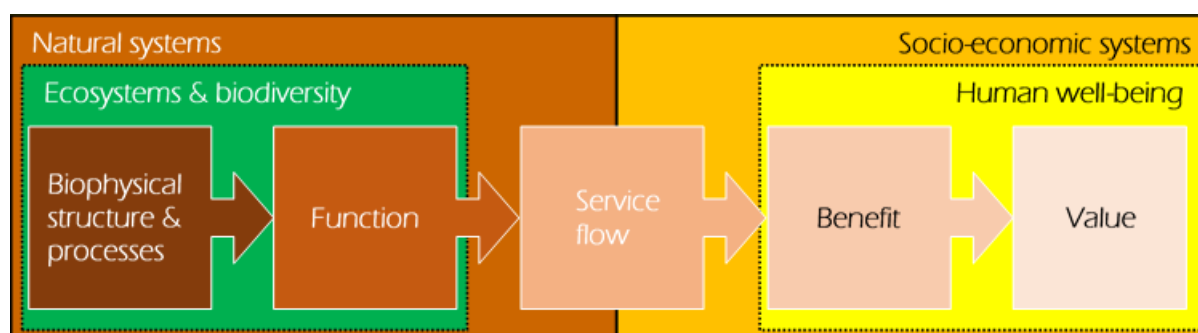 Natural systems
Socio-economic systems
Ecosystems & biodiversity
Human well-being
Biophysical
structure &
processes
Function
Service
flow
Benefit
Value